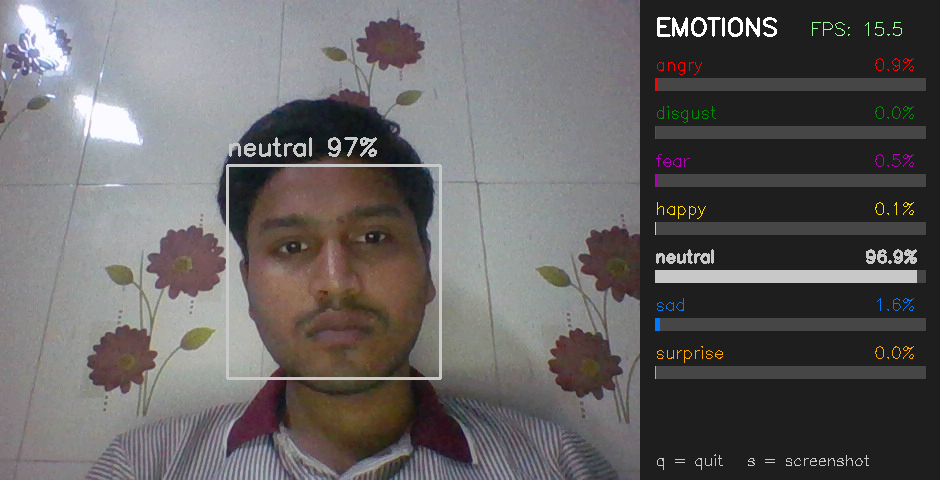 neutral 97%
EMOTIONS FPS: 15.5
angry 0.9%
disgust 0.0%
fear 0.5%
happy 0.1%
neutral 96.9%
sad 1.6%
surprise 0.0%
q = quit s = screenshot